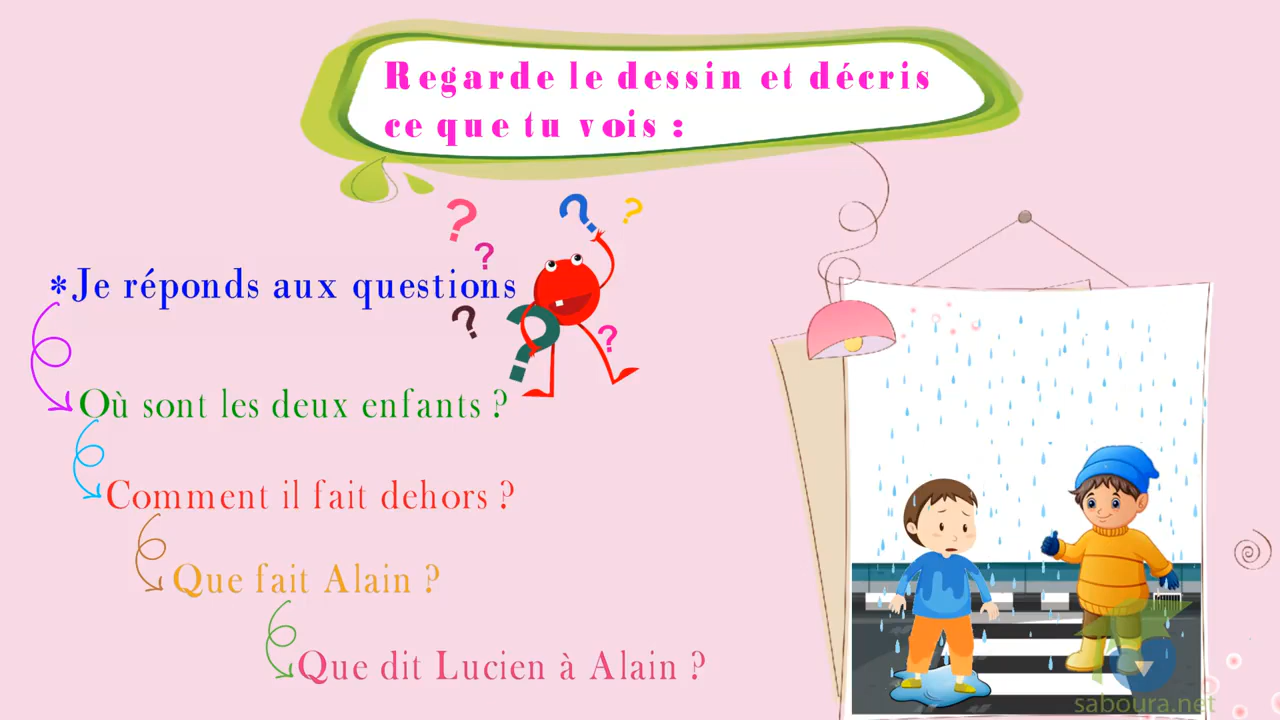 Regarde le dessin et décris
ce que tu vois :
*Je réponds aux questions
Où sont les deux enfants ?
Comment il fait dehors ?
Que fait Alain ?
Que dit Lucien à Alain ?
saboura.net